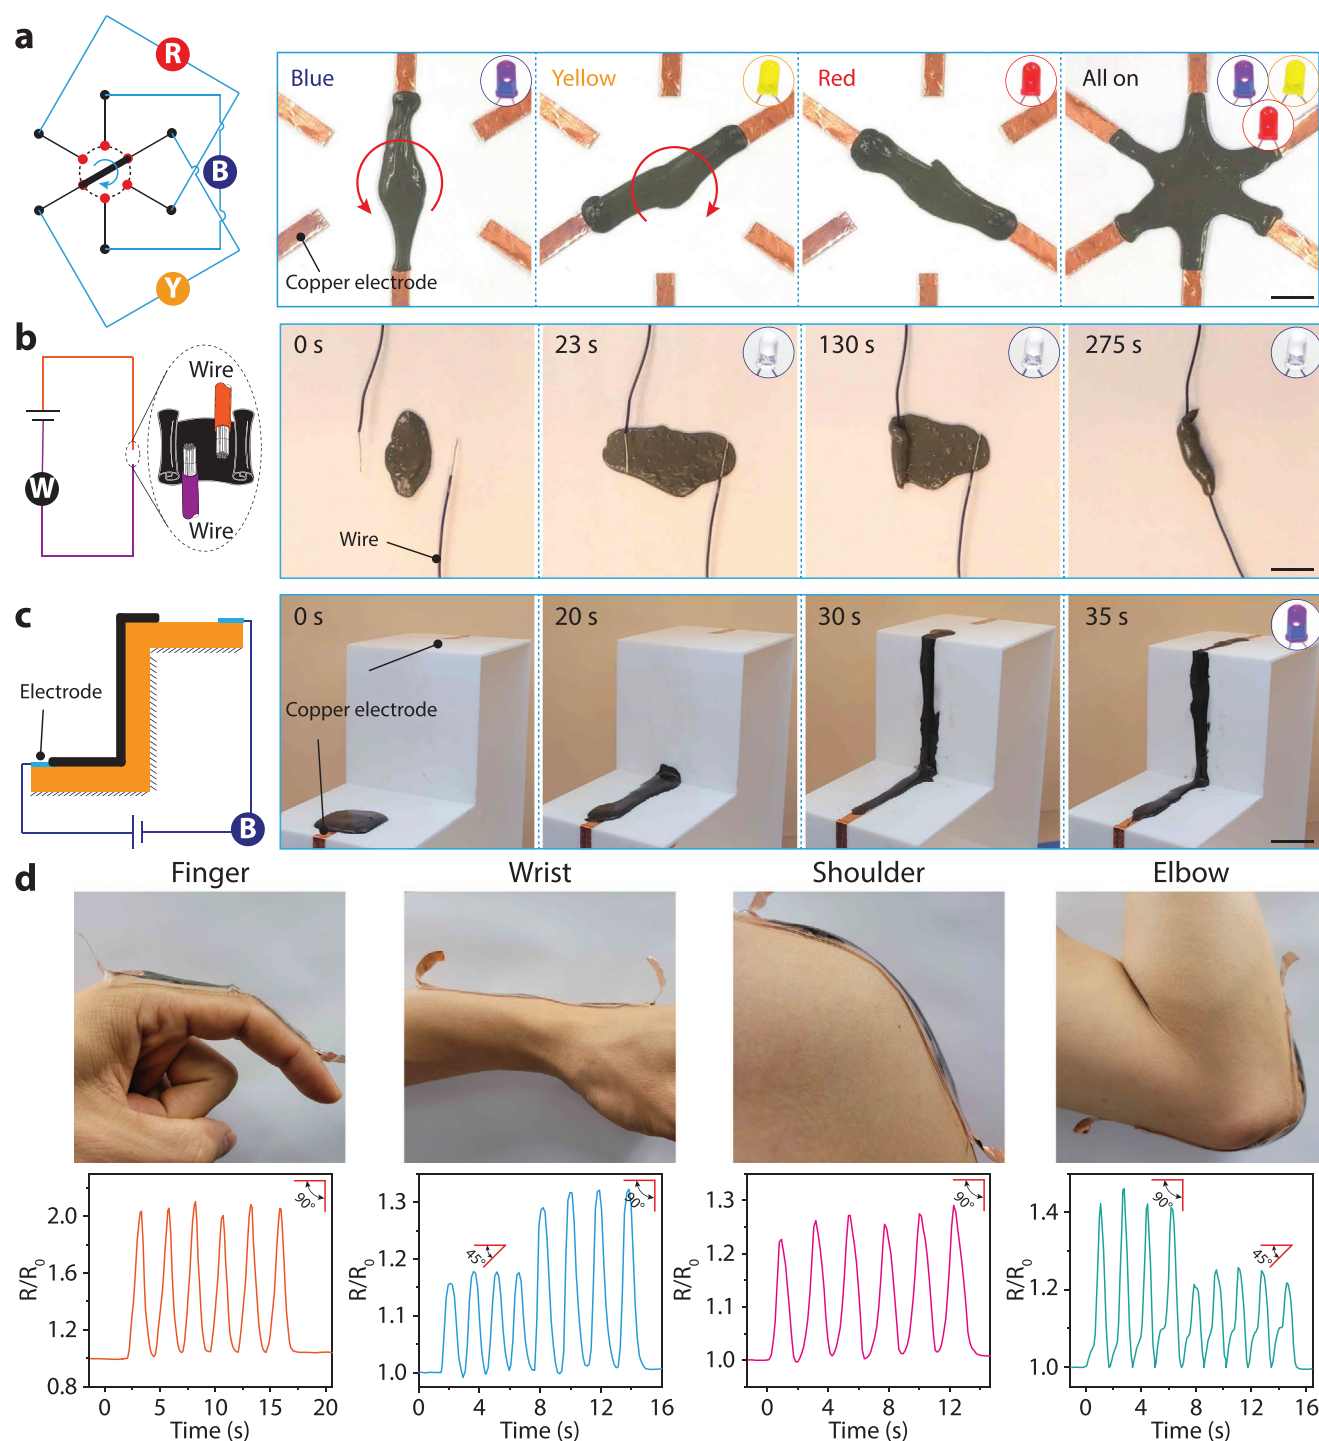 a
R
B
Y
Blue
Yellow
Red
All on
Copper electrode
b
W
Wire
Wire
0 s
23 s
130 s
275 s
Wire
c
Electrode
B
0 s
20 s
30 s
35 s
Copper electrode
d
Finger
Wrist
Shoulder
Elbow
R/R0
2.0
1.6
1.2
0.8
90°
0 5 10 15 20
Time (s)
R/R0
1.3
1.2
1.1
1.0
45°
90°
0 4 8 12 16
Time (s)
R/R0
1.3
1.2
1.1
1.0
90°
0 4 8 12
Time (s)
R/R0
1.4
1.2
1.0
90°
45°
0 4 8 12 16
Time (s)